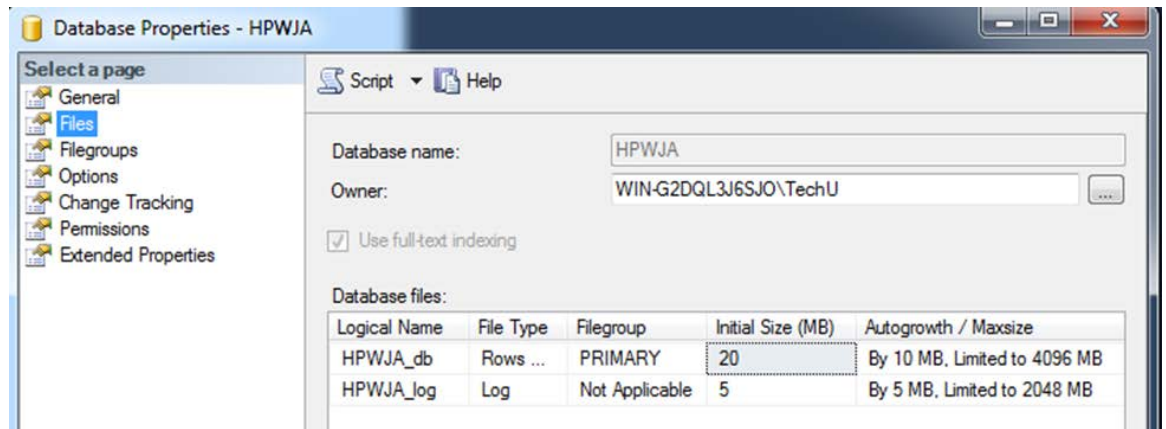 Database Properties - HPWJA
Select a page
General
Files
Filegroups
Options
Change Tracking
Permissions
Extended Properties
Script Help
Database name: HPWJA
Owner: WIN-G2DQL3J6SJO\TechU ...
Use full-text indexing
Database files:
Logical Name File Type Filegroup Initial Size (MB) Autogrowth / Maxsize
HPWJA_db Rows ... PRIMARY 20 By 10 MB, Limited to 4096 MB
HPWJA_log Log Not Applicable 5 By 5 MB, Limited to 2048 MB